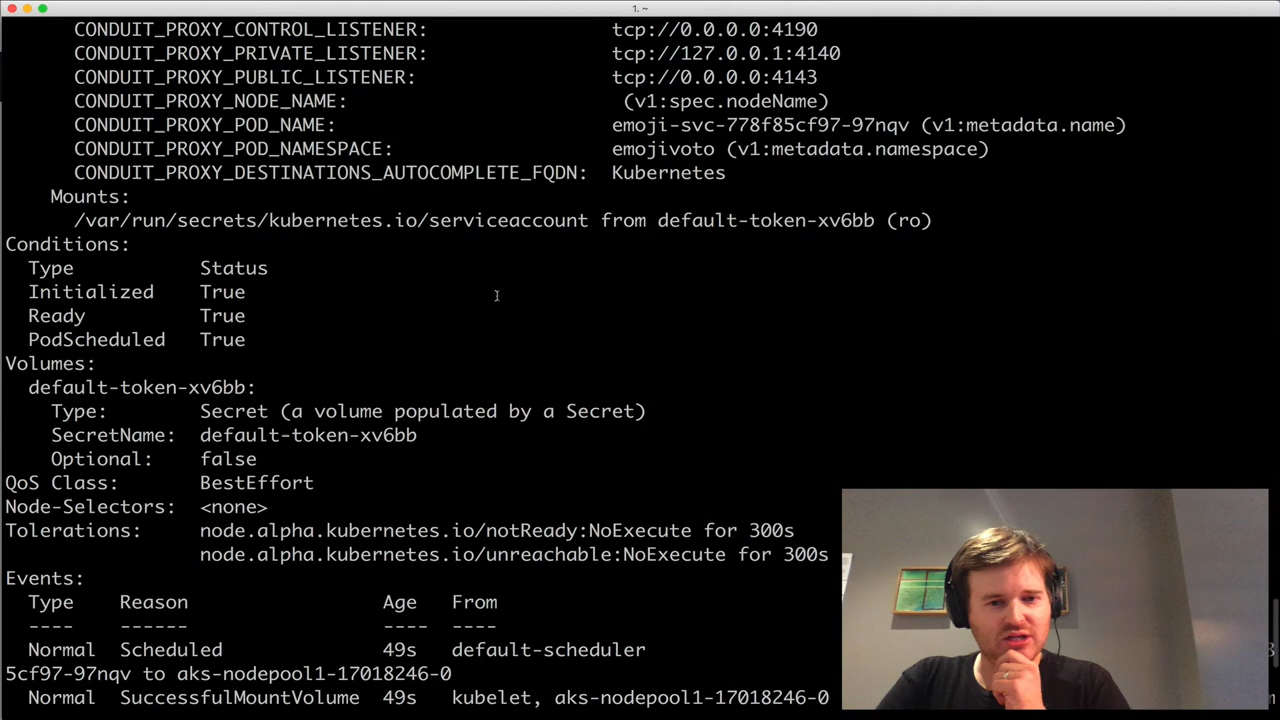 1. ~
CONDUIT_PROXY_CONTROL_LISTENER: tcp://0.0.0.0:4190
CONDUIT_PROXY_PRIVATE_LISTENER: tcp://127.0.0.1:4140
CONDUIT_PROXY_PUBLIC_LISTENER: tcp://0.0.0.0:4143
CONDUIT_PROXY_NODE_NAME: (v1:spec.nodeName)
CONDUIT_PROXY_POD_NAME: emoji-svc-778f85cf97-97nqv (v1:metadata.name)
CONDUIT_PROXY_POD_NAMESPACE: emojivoto (v1:metadata.namespace)
CONDUIT_PROXY_DESTINATIONS_AUTOCOMPLETE_FQDN: Kubernetes
Mounts:
/var/run/secrets/kubernetes.io/serviceaccount from default-token-xv6bb (ro)
Conditions:
Type Status
Initialized True
Ready True
PodScheduled True
Volumes:
default-token-xv6bb:
Type: Secret (a volume populated by a Secret)
SecretName: default-token-xv6bb
Optional: false
QoS Class: BestEffort
Node-Selectors: <none>
Tolerations: node.alpha.kubernetes.io/notReady:NoExecute for 300s
node.alpha.kubernetes.io/unreachable:NoExecute for 300s
Events:
Type Reason Age From
---- ------ ---- ----
Normal Scheduled 49s default-scheduler
5cf97-97nqv to aks-nodepool1-17018246-0
Normal SuccessfulMountVolume 49s kubelet, aks-nodepool1-17018246-0